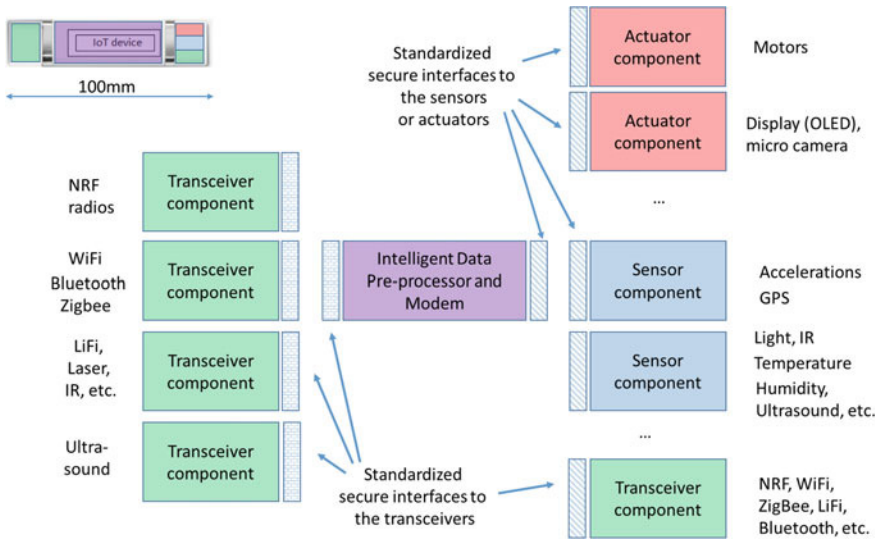 IoT device
100mm
Standardized
secure interfaces to
the sensors
or actuators
Actuator
component
Motors
Actuator
component
Display (OLED),
micro camera
...
NRF
radios
Transceiver
component
WiFi
Bluetooth
Zigbee
Transceiver
component
Intelligent Data
Pre-processor and
Modem
Sensor
component
Accelerations
GPS
LiFi,
Laser,
IR, etc.
Transceiver
component
Sensor
component
Light, IR
Temperature
Humidity,
Ultrasound, etc.
...
Ultra-
sound
Transceiver
component
Standardized
secure interfaces to
the transceivers
Transceiver
component
NRF, WiFi,
ZigBee, LiFi,
Bluetooth, etc.